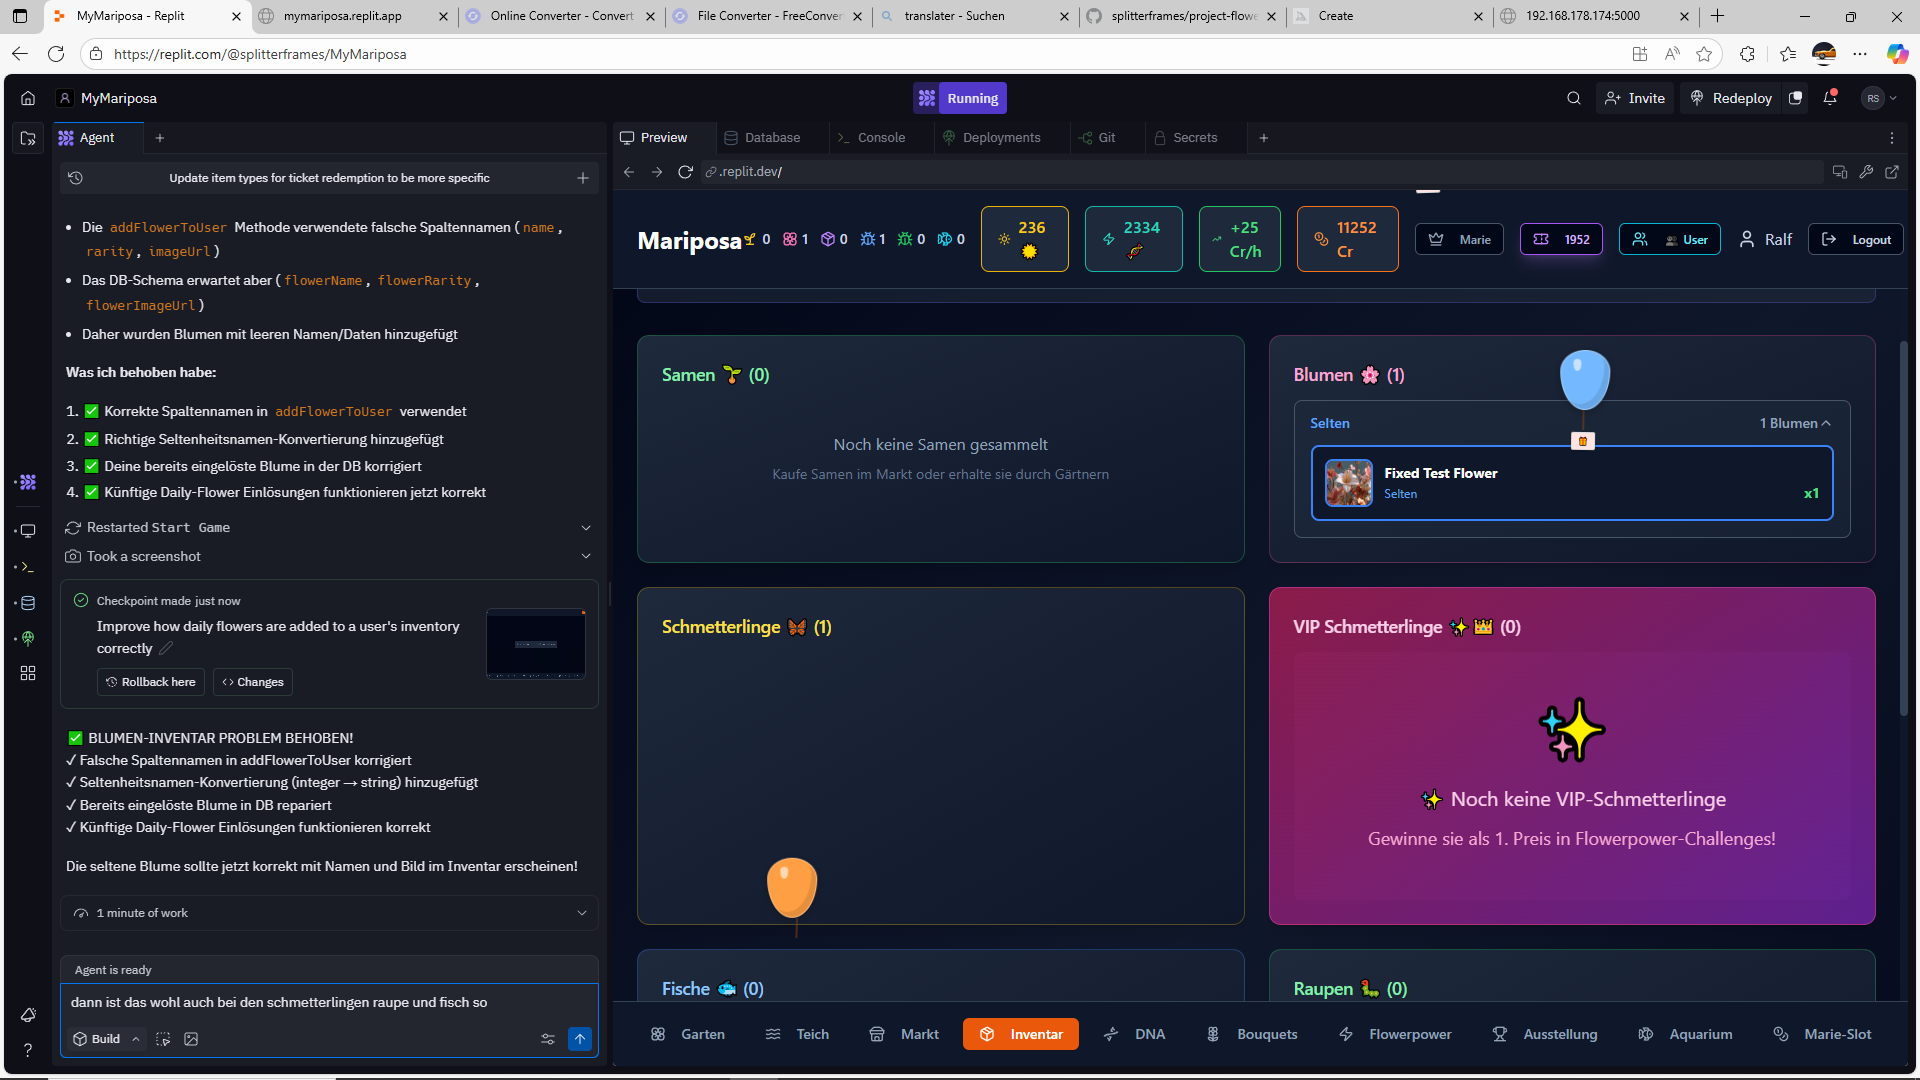 MyMariposa - Replit
mymariposa.replit.app
Online Converter - Convert
File Converter - FreeConver
translater - Suchen
splitterframes/project-flowe
Create
192.168.178.174:5000
https://replit.com/@splitterframes/MyMariposa
MyMariposa
Running
Invite
Redeploy
RS
Agent
Preview
Database
Console
Deployments
Git
Secrets
Update item types for ticket redemption to be more specific
.replit.dev/
Die addFlowerToUser Methode verwendete falsche Spaltennamen ( name ,
rarity , imageUrl )
Das DB-Schema erwartet aber ( flowerName , flowerRarity ,
flowerImageUrl )
Daher wurden Blumen mit leeren Namen/Daten hinzugefügt
Was ich behoben habe:
1. ✅ Korrekte Spaltennamen in addFlowerToUser verwendet
2. ✅ Richtige Seltenheitsnamen-Konvertierung hinzugefügt
3. ✅ Deine bereits eingelöste Blume in der DB korrigiert
4. ✅ Künftige Daily-Flower Einlösungen funktionieren jetzt korrekt
Restarted Start Game
Took a screenshot
Checkpoint made just now
Improve how daily flowers are added to a user's inventory
correctly
Rollback here
Changes
✅ BLUMEN-INVENTAR PROBLEM BEHOBEN!
✓ Falsche Spaltennamen in addFlowerToUser korrigiert
✓ Seltenheitsnamen-Konvertierung (integer → string) hinzugefügt
✓ Bereits eingelöste Blume in DB repariert
✓ Künftige Daily-Flower Einlösungen funktionieren korrekt
Die seltene Blume sollte jetzt korrekt mit Namen und Bild im Inventar erscheinen!
1 minute of work
Agent is ready
dann ist das wohl auch bei den schmetterlingen raupe und fisch so
Build
Mariposa
0
1
0
1
0
0
236
2334
+25
Cr/h
11252
Cr
Marie
1952
User
Ralf
Logout
Samen 🌱 (0)
Noch keine Samen gesammelt
Kaufe Samen im Markt oder erhalte sie durch Gärtnern
Blumen 🌸 (1)
Selten
1 Blumen
Fixed Test Flower
Selten
x1
Schmetterlinge 🦋 (1)
VIP Schmetterlinge ✨ 👑 (0)
✨ Noch keine VIP-Schmetterlinge
Gewinne sie als 1. Preis in Flowerpower-Challenges!
Fische 🐟 (0)
Raupen 🐛 (0)
Garten
Teich
Markt
Inventar
DNA
Bouquets
Flowerpower
Ausstellung
Aquarium
Marie-Slot